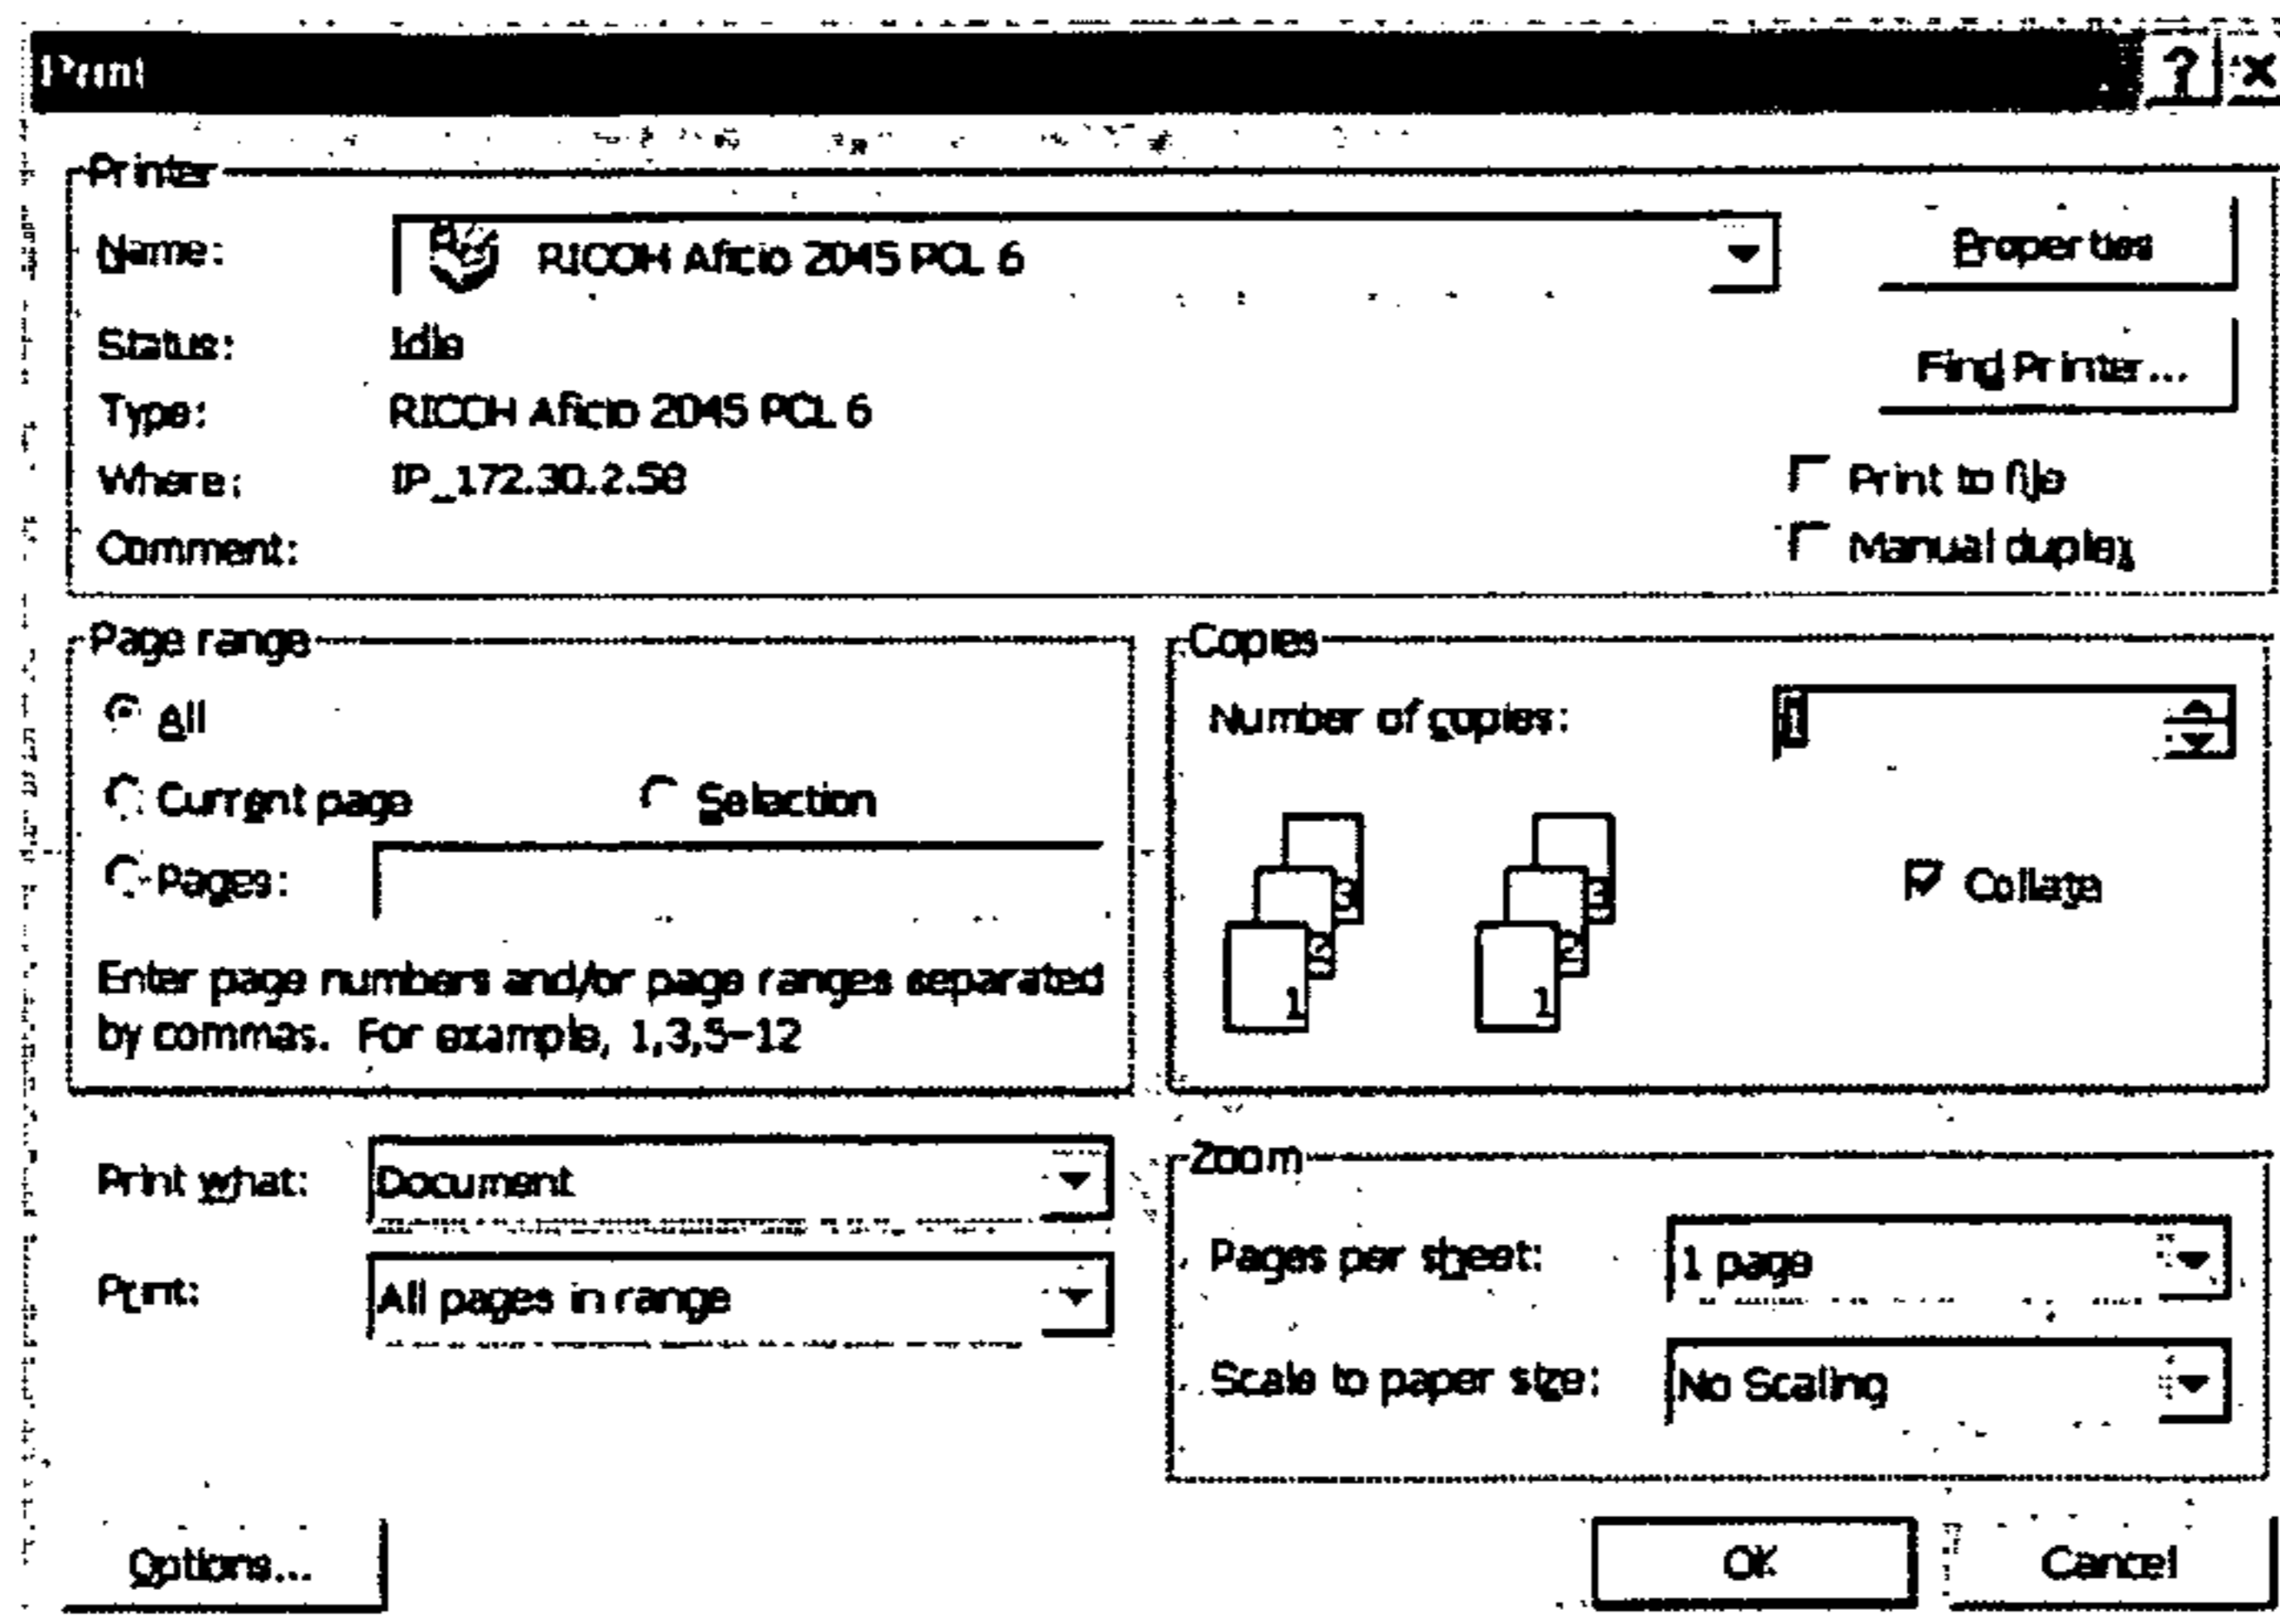 Print
Printer
Name: RICOH Aficio 2045 PCL 6 Properties
Status: Idle Find Printer...
Type: RICOH Aficio 2045 PCL 6
Where: IP_172.30.2.58 Print to file
Comment: Manual duplex
Page range Copies
All Number of copies: 1
Current page Selection
Pages: Collate
3 3
2 2
1 1
Enter page numbers and/or page ranges separated
by commas. For example, 1,3,5-12
Print what: Document Zoom
Pages per sheet: 1 page
Print: All pages in range
Scale to paper size: No Scaling
Options... OK Cancel